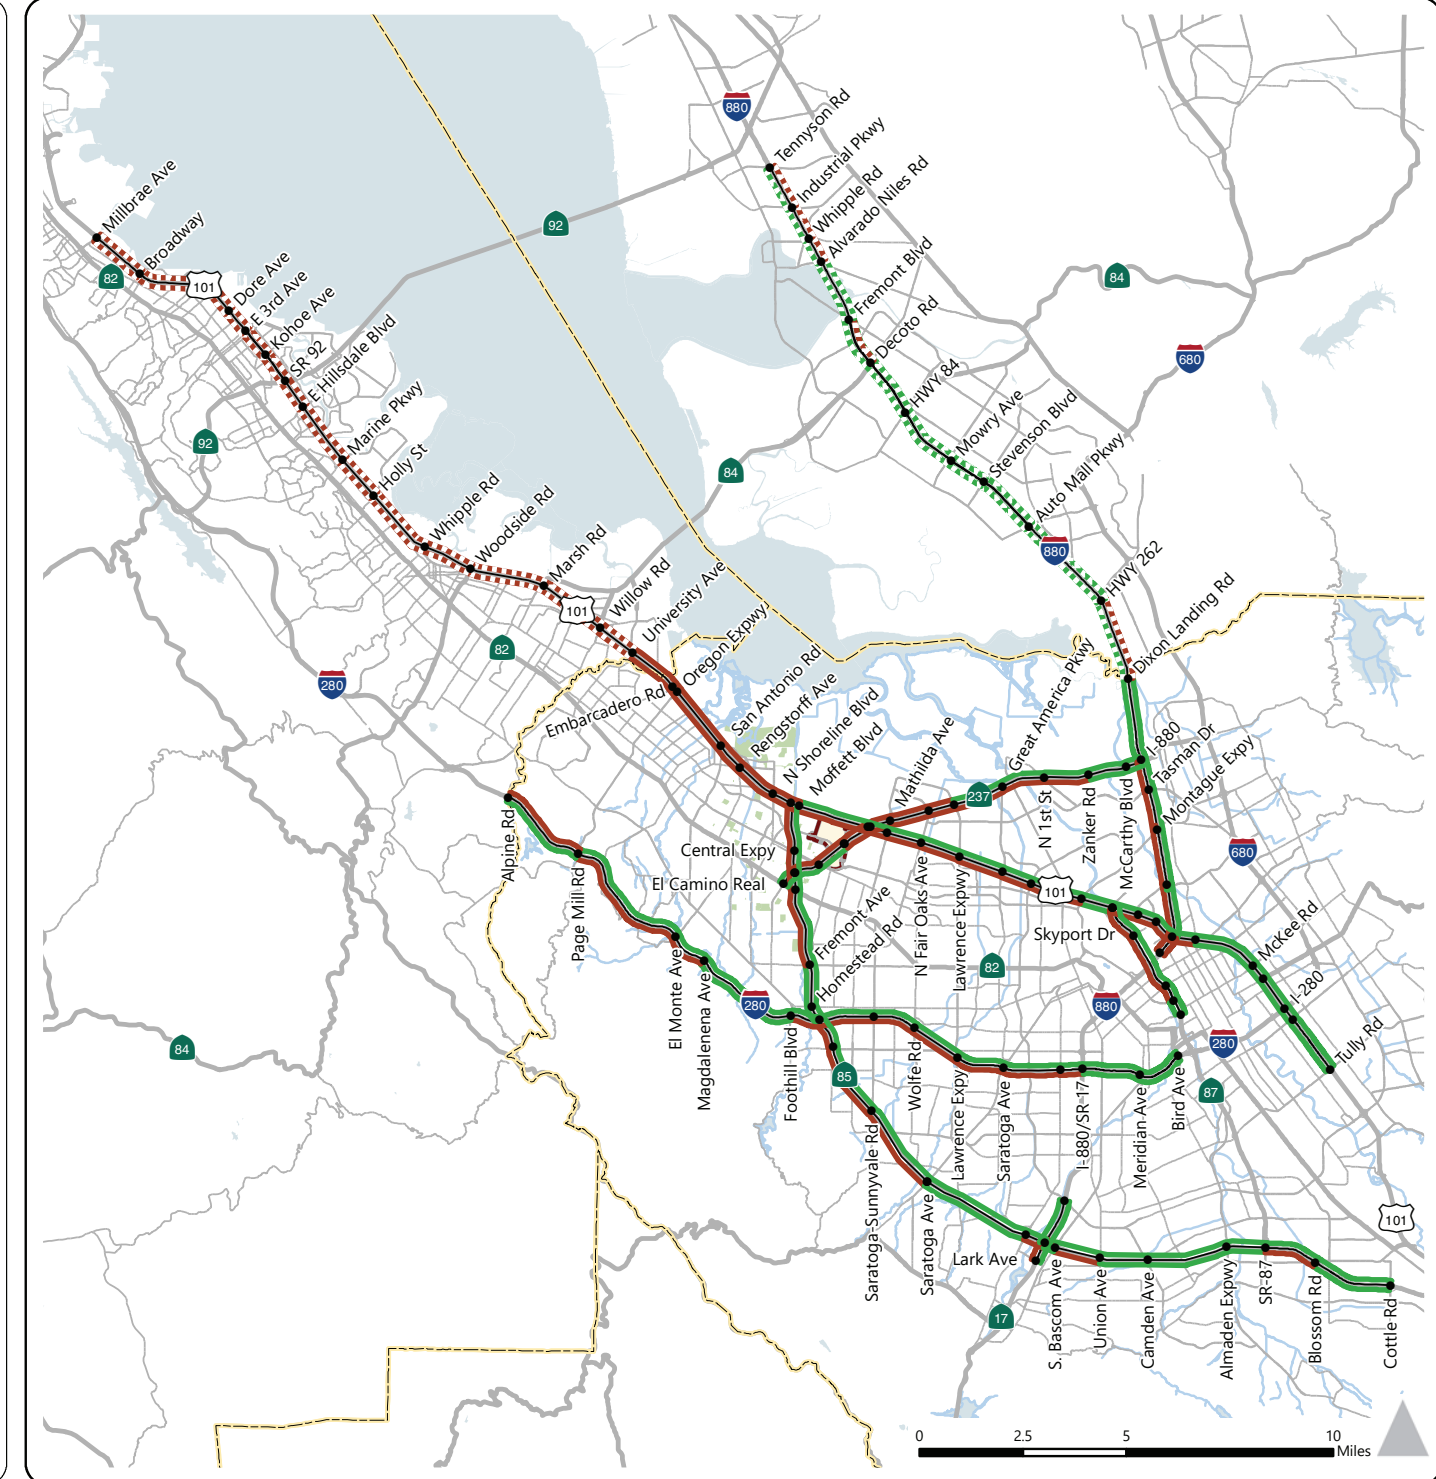 880
Tennyson Rd
Industrial Pkwy
Whipple Rd
Alvarado Niles Rd
Fremont Blvd
Decoto Rd
HWY 84
Mowry Ave
Stevenson Blvd
Auto Mall Pkwy
880
HWY 262
Dixon Landing Rd
92
84
680
84
Millbrae Ave
Broadway
82
101
Dore Ave
E 3rd Ave
Kohoe Ave
SR-92
E Hillsdale Blvd
Marine Pkwy
Holly St
92
Whipple Rd
Woodside Rd
Marsh Rd
101
Willow Rd
University Ave
82
280
Embarcadero Rd
Oregon Expwy
San Antonio Rd
Rengstorff Ave
N Shoreline Blvd
Moffett Blvd
Mathilda Ave
237
Great America Pkwy
N 1st St
Zanker Rd
McCarthy Blvd
I-880
Tasman Dr
Montague Expy
680
Alpine Rd
Page Mill Rd
Central Expy
El Camino Real
N Fair Oaks Ave
Lawrence Expwy
101
Skyport Dr
McKee Rd
I-280
Tully Rd
Fremont Ave
Homestead Rd
82
880
280
87
El Monte Ave
Magdalenena Ave
280
Foothill Blvd
85
Wolfe Rd
Lawrence Expy
Saratoga Ave
I-880/SR-17
Meridian Ave
Bird Ave
84
Saratoga-Sunnyvale Rd
Saratoga Ave
Lark Ave
17
S. Bascom Ave
Union Ave
Camden Ave
Almaden Expwy
SR-87
Blossom Rd
Cottle Rd
101
0 2.5 5 10
Miles